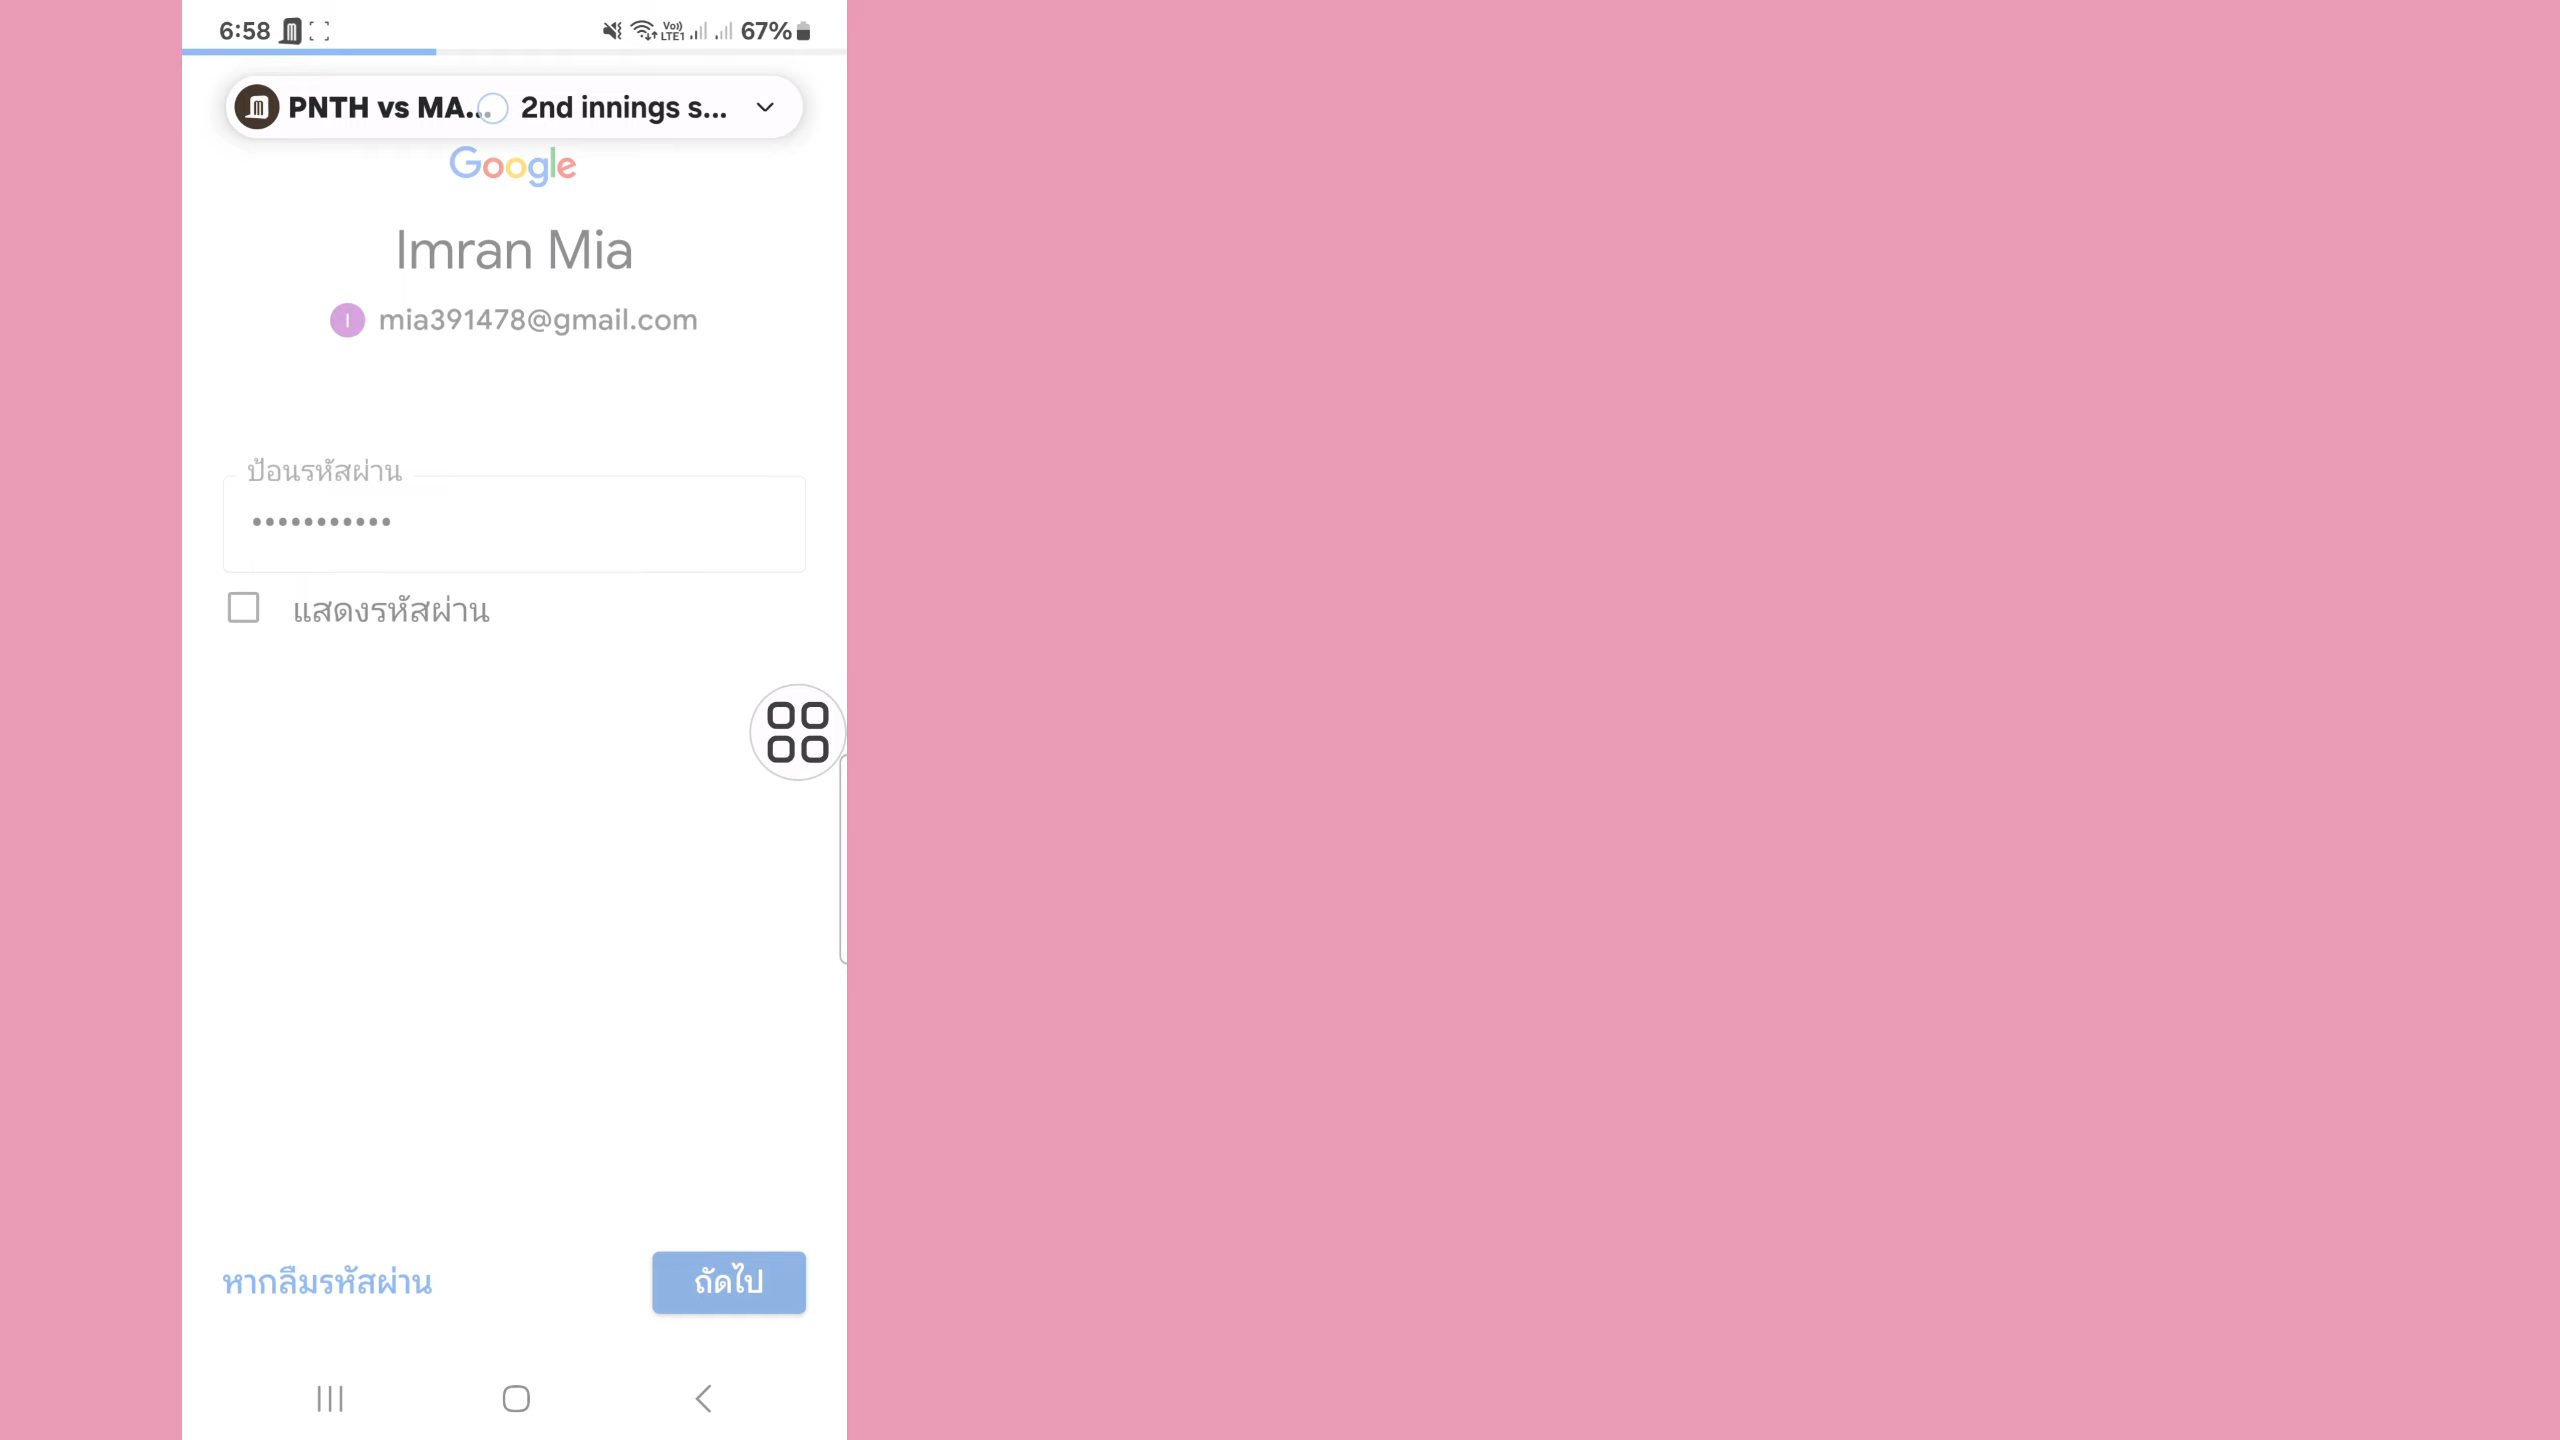 6:58 Vo)) LTE1 67%
PNTH vs MA... 2nd innings s...
Google
Imran Mia
I mia391478@gmail.com
ป้อนรหัสผ่าน
•••••••••••
แสดงรหัสผ่าน
หากลืมรหัสผ่าน ถัดไป